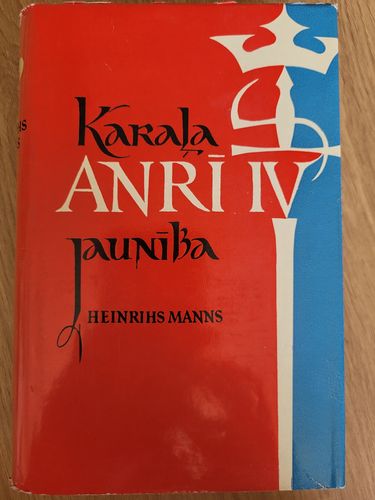 Karaļa
ANRĪ IV
jaunība
HEINRIHS MANNS